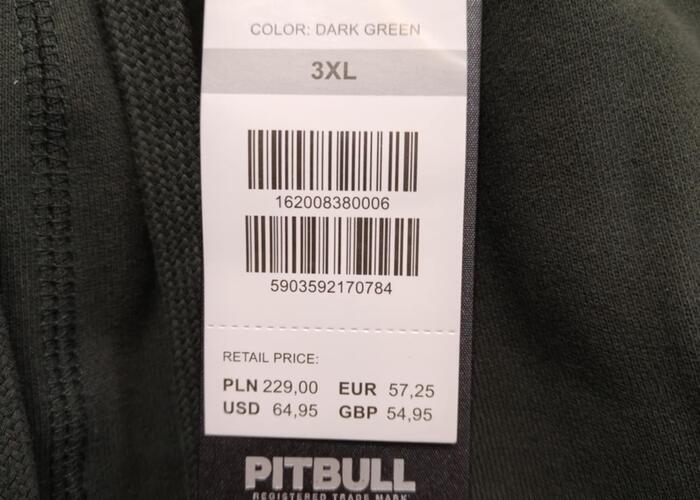 COLOR: DARK GREEN
3XL
162008380006
5903592170784
RETAIL PRICE:
PLN 229,00 EUR 57,25
USD 64,95 GBP 54,95
PITBULL
REGISTERED TRADE MARK